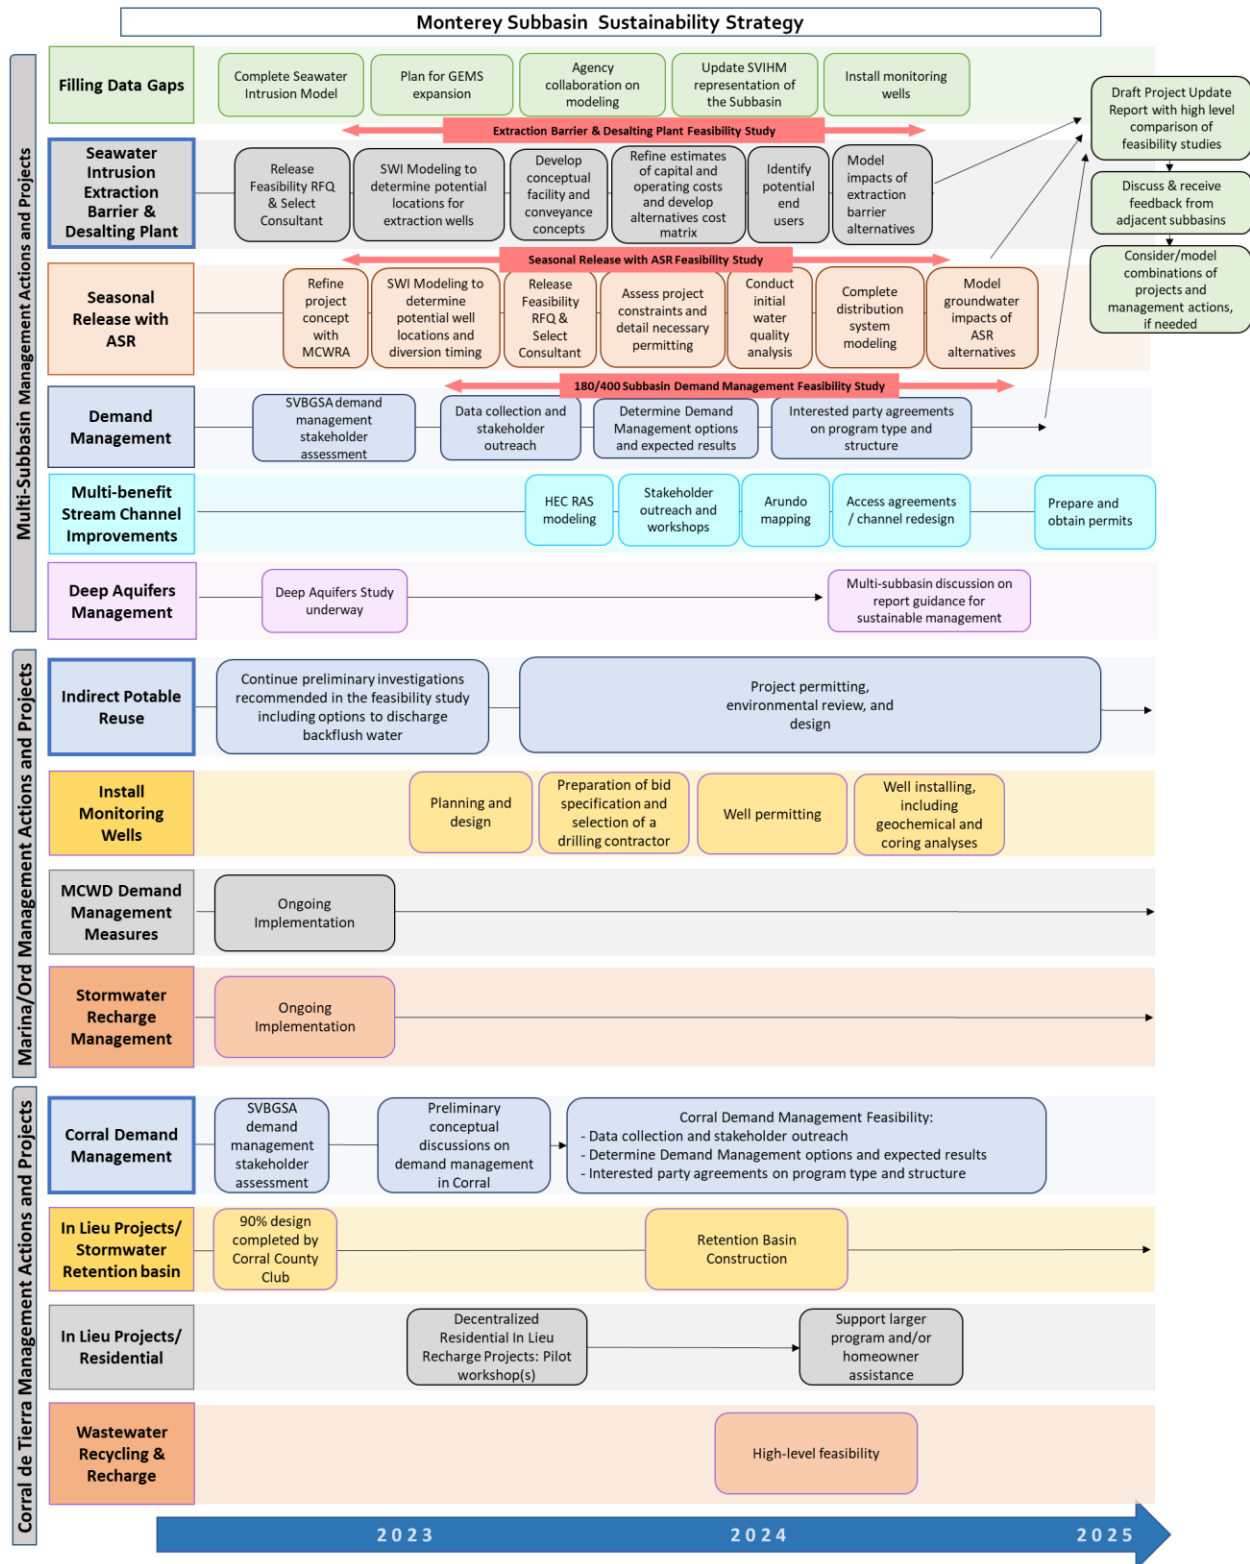 Monterey Subbasin Sustainability Strategy
Multi-Subbasin Management Actions and Projects
Filling Data Gaps
Complete Seawater
Intrusion Model
Plan for GEMS
expansion
Agency
collaboration on
modeling
Update SVIHM
representation of
the Subbasin
Install monitoring
wells
Draft Project Update
Report with high level
comparison of
feasibility studies
Discuss & receive
feedback from
adjacent subbasins
Consider/model
combinations of
projects and
management actions,
if needed
Extraction Barrier & Desalting Plant Feasibility Study
Seawater
Intrusion
Extraction
Barrier &
Desalting Plant
Release
Feasibility RFQ
& Select
Consultant
SWI Modeling to
determine potential
locations for
extraction wells
Develop
conceptual
facility and
conveyance
concepts
Refine estimates
of capital and
operating costs
and develop
alternatives cost
matrix
Identify
potential
end
users
Model
impacts of
extraction
barrier
alternatives
Seasonal Release with ASR Feasibility Study
Seasonal
Release with
ASR
Refine
project
concept
with
MCWRA
SWI Modeling to
determine
potential well
locations and
diversion timing
Release
Feasibility
RFQ &
Select
Consultant
Assess project
constraints and
detail necessary
permitting
Conduct
initial
water
quality
analysis
Complete
distribution
system
modeling
Model
groundwater
impacts of
ASR
alternatives
180/400 Subbasin Demand Management Feasibility Study
Demand
Management
SVBGSA demand
management
stakeholder
assessment
Data collection and
stakeholder
outreach
Determine Demand
Management options
and expected results
Interested party agreements
on program type and
structure
Multi-benefit
Stream Channel
Improvements
HEC RAS
modeling
Stakeholder
outreach and
workshops
Arundo
mapping
Access agreements
/ channel redesign
Prepare and
obtain permits
Deep Aquifers
Management
Deep Aquifers Study
underway
Multi-subbasin discussion on
report guidance for
sustainable management
Marina/Ord Management Actions and Projects
Indirect Potable
Reuse
Continue preliminary investigations
recommended in the feasibility study
including options to discharge
backflush water
Project permitting,
environmental review, and
design
Install
Monitoring
Wells
Planning and
design
Preparation of bid
specification and
selection of a
drilling contractor
Well permitting
Well installing,
including
geochemical and
coring analyses
MCWD Demand
Management
Measures
Ongoing
Implementation
Stormwater
Recharge
Management
Ongoing
Implementation
Corral de Tierra Management Actions and Projects
Corral Demand
Management
SVBGSA
demand
management
stakeholder
assessment
Preliminary
conceptual
discussions on
demand management
in Corral
Corral Demand Management Feasibility:
- Data collection and stakeholder outreach
- Determine Demand Management options and expected results
- Interested party agreements on program type and structure
In Lieu Projects/
Stormwater
Retention basin
90% design
completed by
Corral County
Club
Retention Basin
Construction
In Lieu Projects/
Residential
Decentralized
Residential In Lieu
Recharge Projects: Pilot
workshop(s)
Support larger
program and/or
homeowner
assistance
Wastewater
Recycling &
Recharge
High-level feasibility
2023
2024
2025